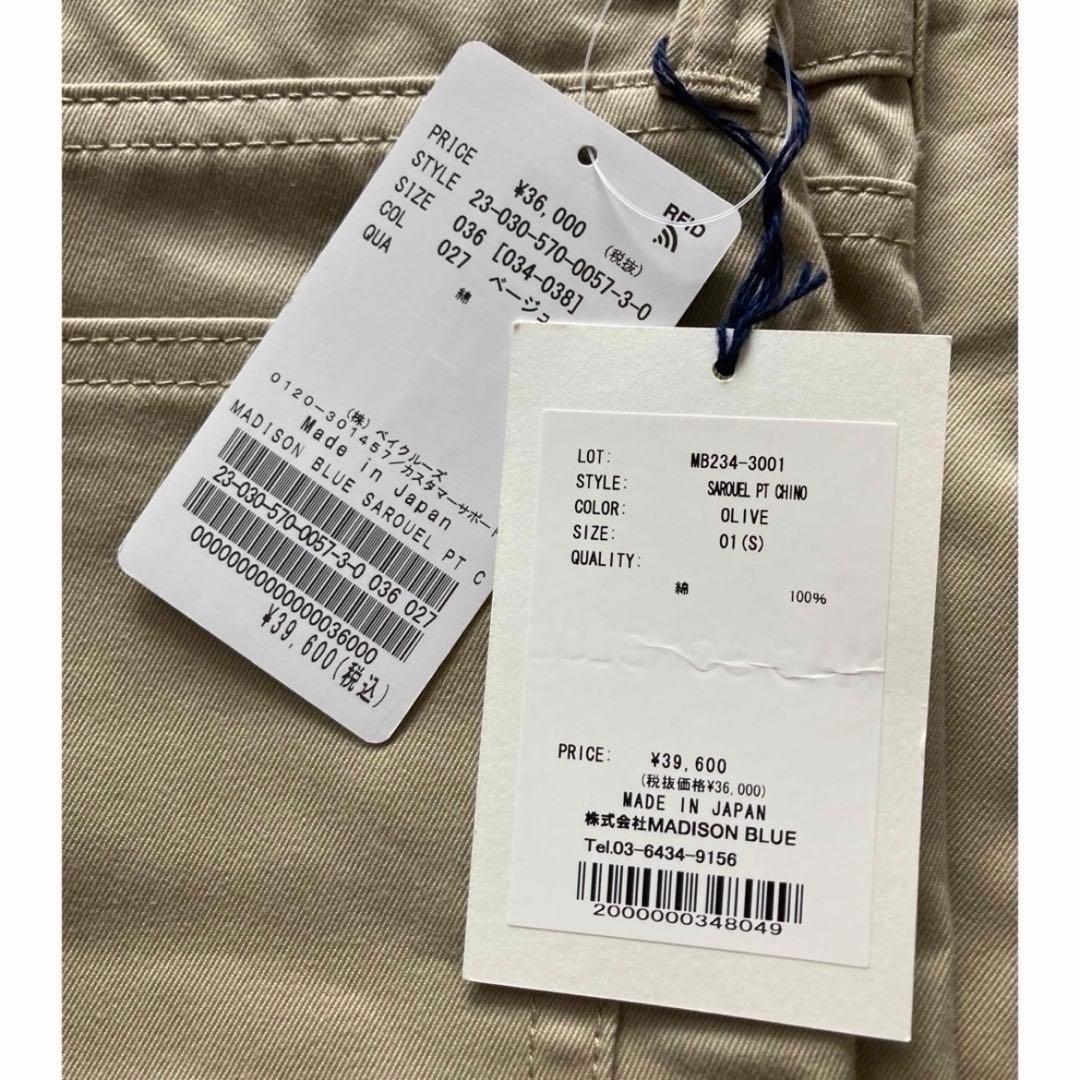 RFID
PRICE ¥36,000 (税抜)
STYLE 23-030-570-0057-3-0
SIZE 036 [034-038]
COL 027 ベージュ
QUA 綿
(株)ベイクルーズ
0120-301457/カスタマーサポート
Made in Japan
MADISON BLUE SAROUEL PT C
23-030-570-0057-3-0 036 027
¥39,600(税込)
LOT: MB234-3001
STYLE: SAROUEL PT CHINO
COLOR: OLIVE
SIZE: 01(S)
QUALITY:
綿 100%
PRICE: ¥39,600
(税抜価格¥36,000)
MADE IN JAPAN
株式会社MADISON BLUE
Tel.03-6434-9156
2000000348049